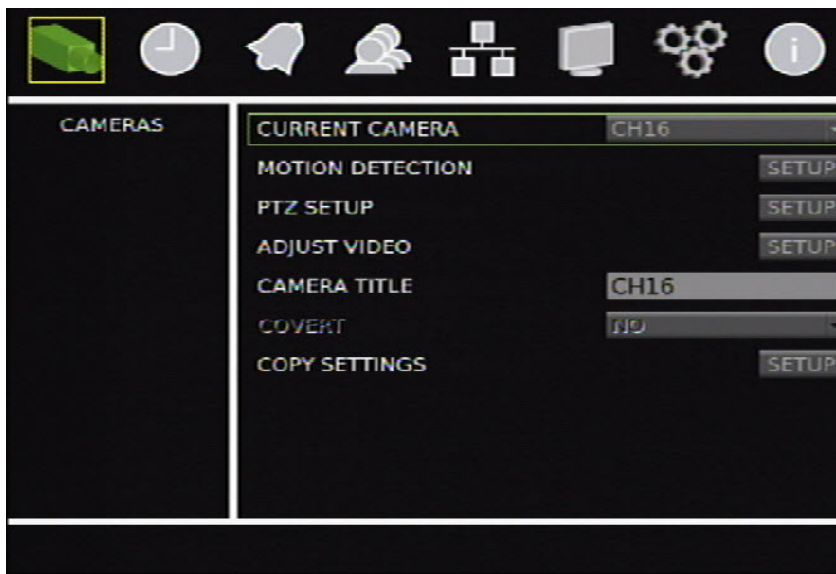 CAMERAS
CURRENT CAMERA CH16
MOTION DETECTION SETUP
PTZ SETUP SETUP
ADJUST VIDEO SETUP
CAMERA TITLE CH16
COVERT NO
COPY SETTINGS SETUP
i